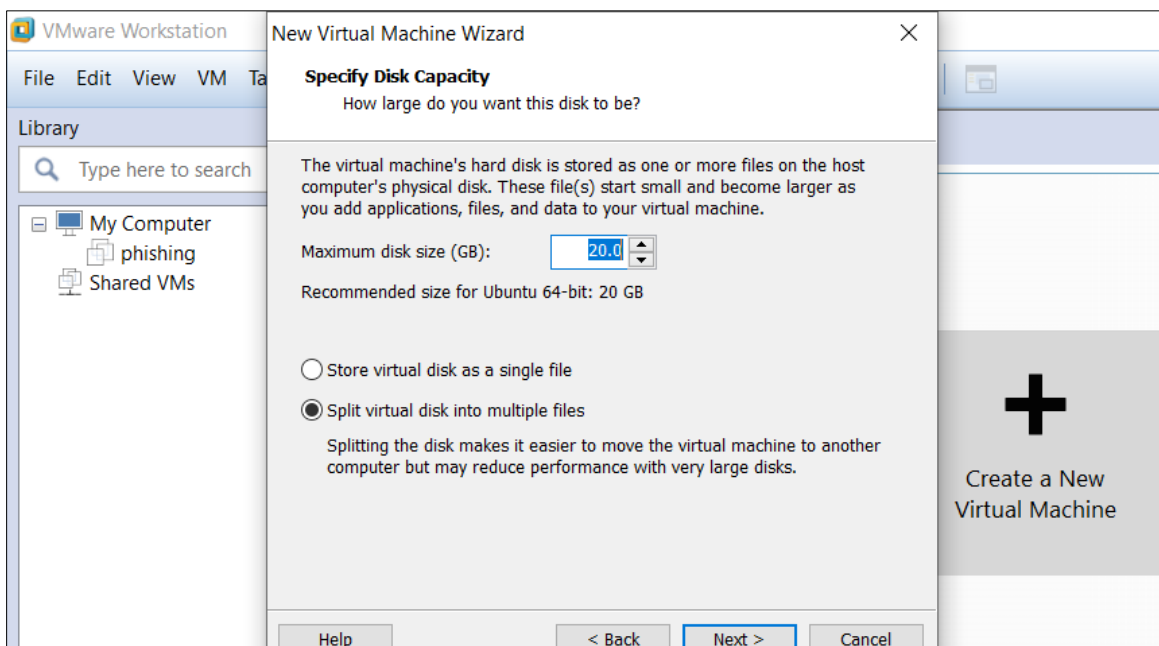 VMware Workstation
File Edit View VM Ta
Library
Type here to search
My Computer
phishing
Shared VMs
New Virtual Machine Wizard
Specify Disk Capacity
How large do you want this disk to be?
The virtual machine's hard disk is stored as one or more files on the host
computer's physical disk. These file(s) start small and become larger as
you add applications, files, and data to your virtual machine.
Maximum disk size (GB): 20.0
Recommended size for Ubuntu 64-bit: 20 GB
Store virtual disk as a single file
Split virtual disk into multiple files
Splitting the disk makes it easier to move the virtual machine to another
computer but may reduce performance with very large disks.
Help < Back Next > Cancel
Create a New
Virtual Machine